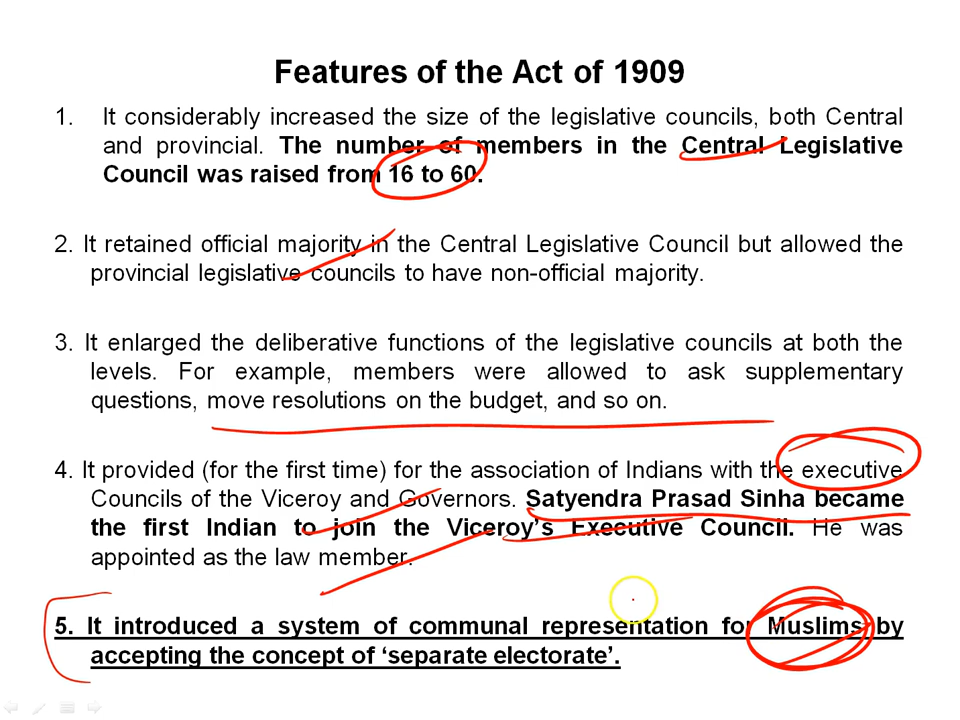 Features of the Act of 1909
1. It considerably increased the size of the legislative councils, both Central
and provincial. The number of members in the Central Legislative
Council was raised from 16 to 60.
2. It retained official majority in the Central Legislative Council but allowed the
provincial legislative councils to have non-official majority.
3. It enlarged the deliberative functions of the legislative councils at both the
levels. For example, members were allowed to ask supplementary
questions, move resolutions on the budget, and so on.
4. It provided (for the first time) for the association of Indians with the executive
Councils of the Viceroy and Governors. Satyendra Prasad Sinha became
the first Indian to join the Viceroy’s Executive Council. He was
appointed as the law member.
5. It introduced a system of communal representation for Muslims by
accepting the concept of ‘separate electorate’.